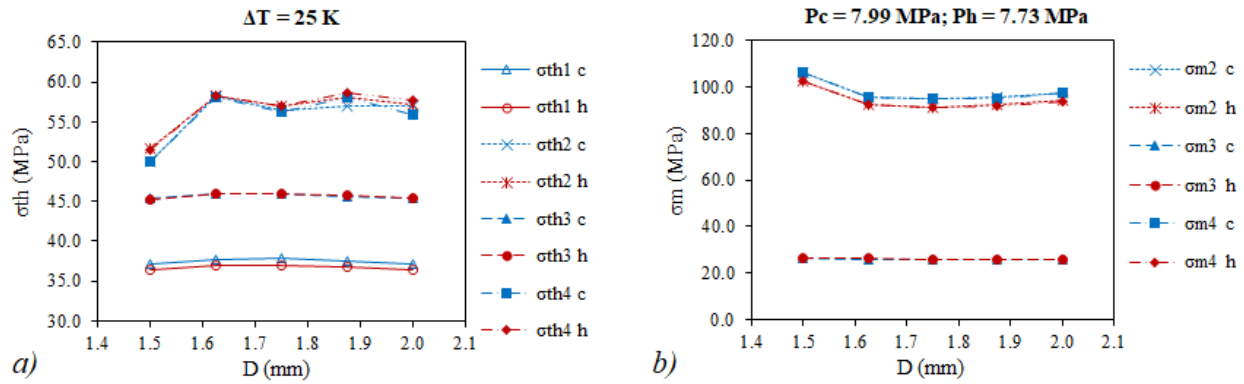 ΔT = 25 K
65.0
60.0
55.0
50.0
45.0
40.0
35.0
30.0
σth (MPa)
1.4 1.5 1.6 1.7 1.8 1.9 2.0 2.1
D (mm)
σth1 c
σth1 h
σth2 c
σth2 h
σth3 c
σth3 h
σth4 c
σth4 h
a)
Pc = 7.99 MPa; Ph = 7.73 MPa
120.0
100.0
80.0
60.0
40.0
20.0
0.0
σm (MPa)
1.4 1.5 1.6 1.7 1.8 1.9 2.0 2.1
D (mm)
σm2 c
σm2 h
σm3 c
σm3 h
σm4 c
σm4 h
b)